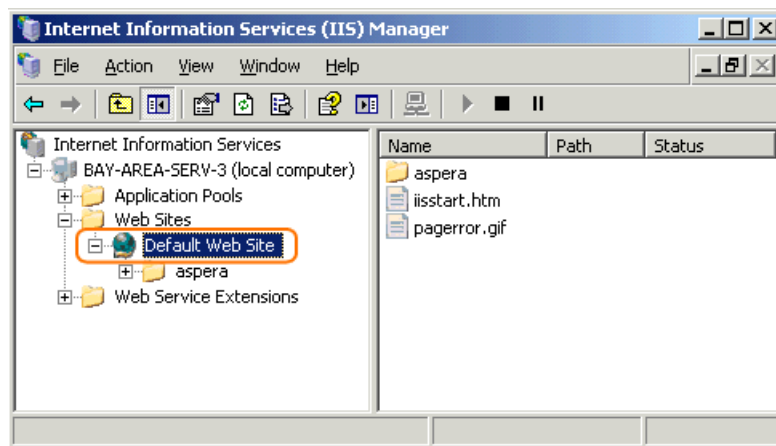 Internet Information Services (IIS) Manager
File Action View Window Help
Internet Information Services
BAY-AREA-SERV-3 (local computer)
Application Pools
Web Sites
Default Web Site
aspera
Web Service Extensions
Name Path Status
aspera
iisstart.htm
pagerror.gif